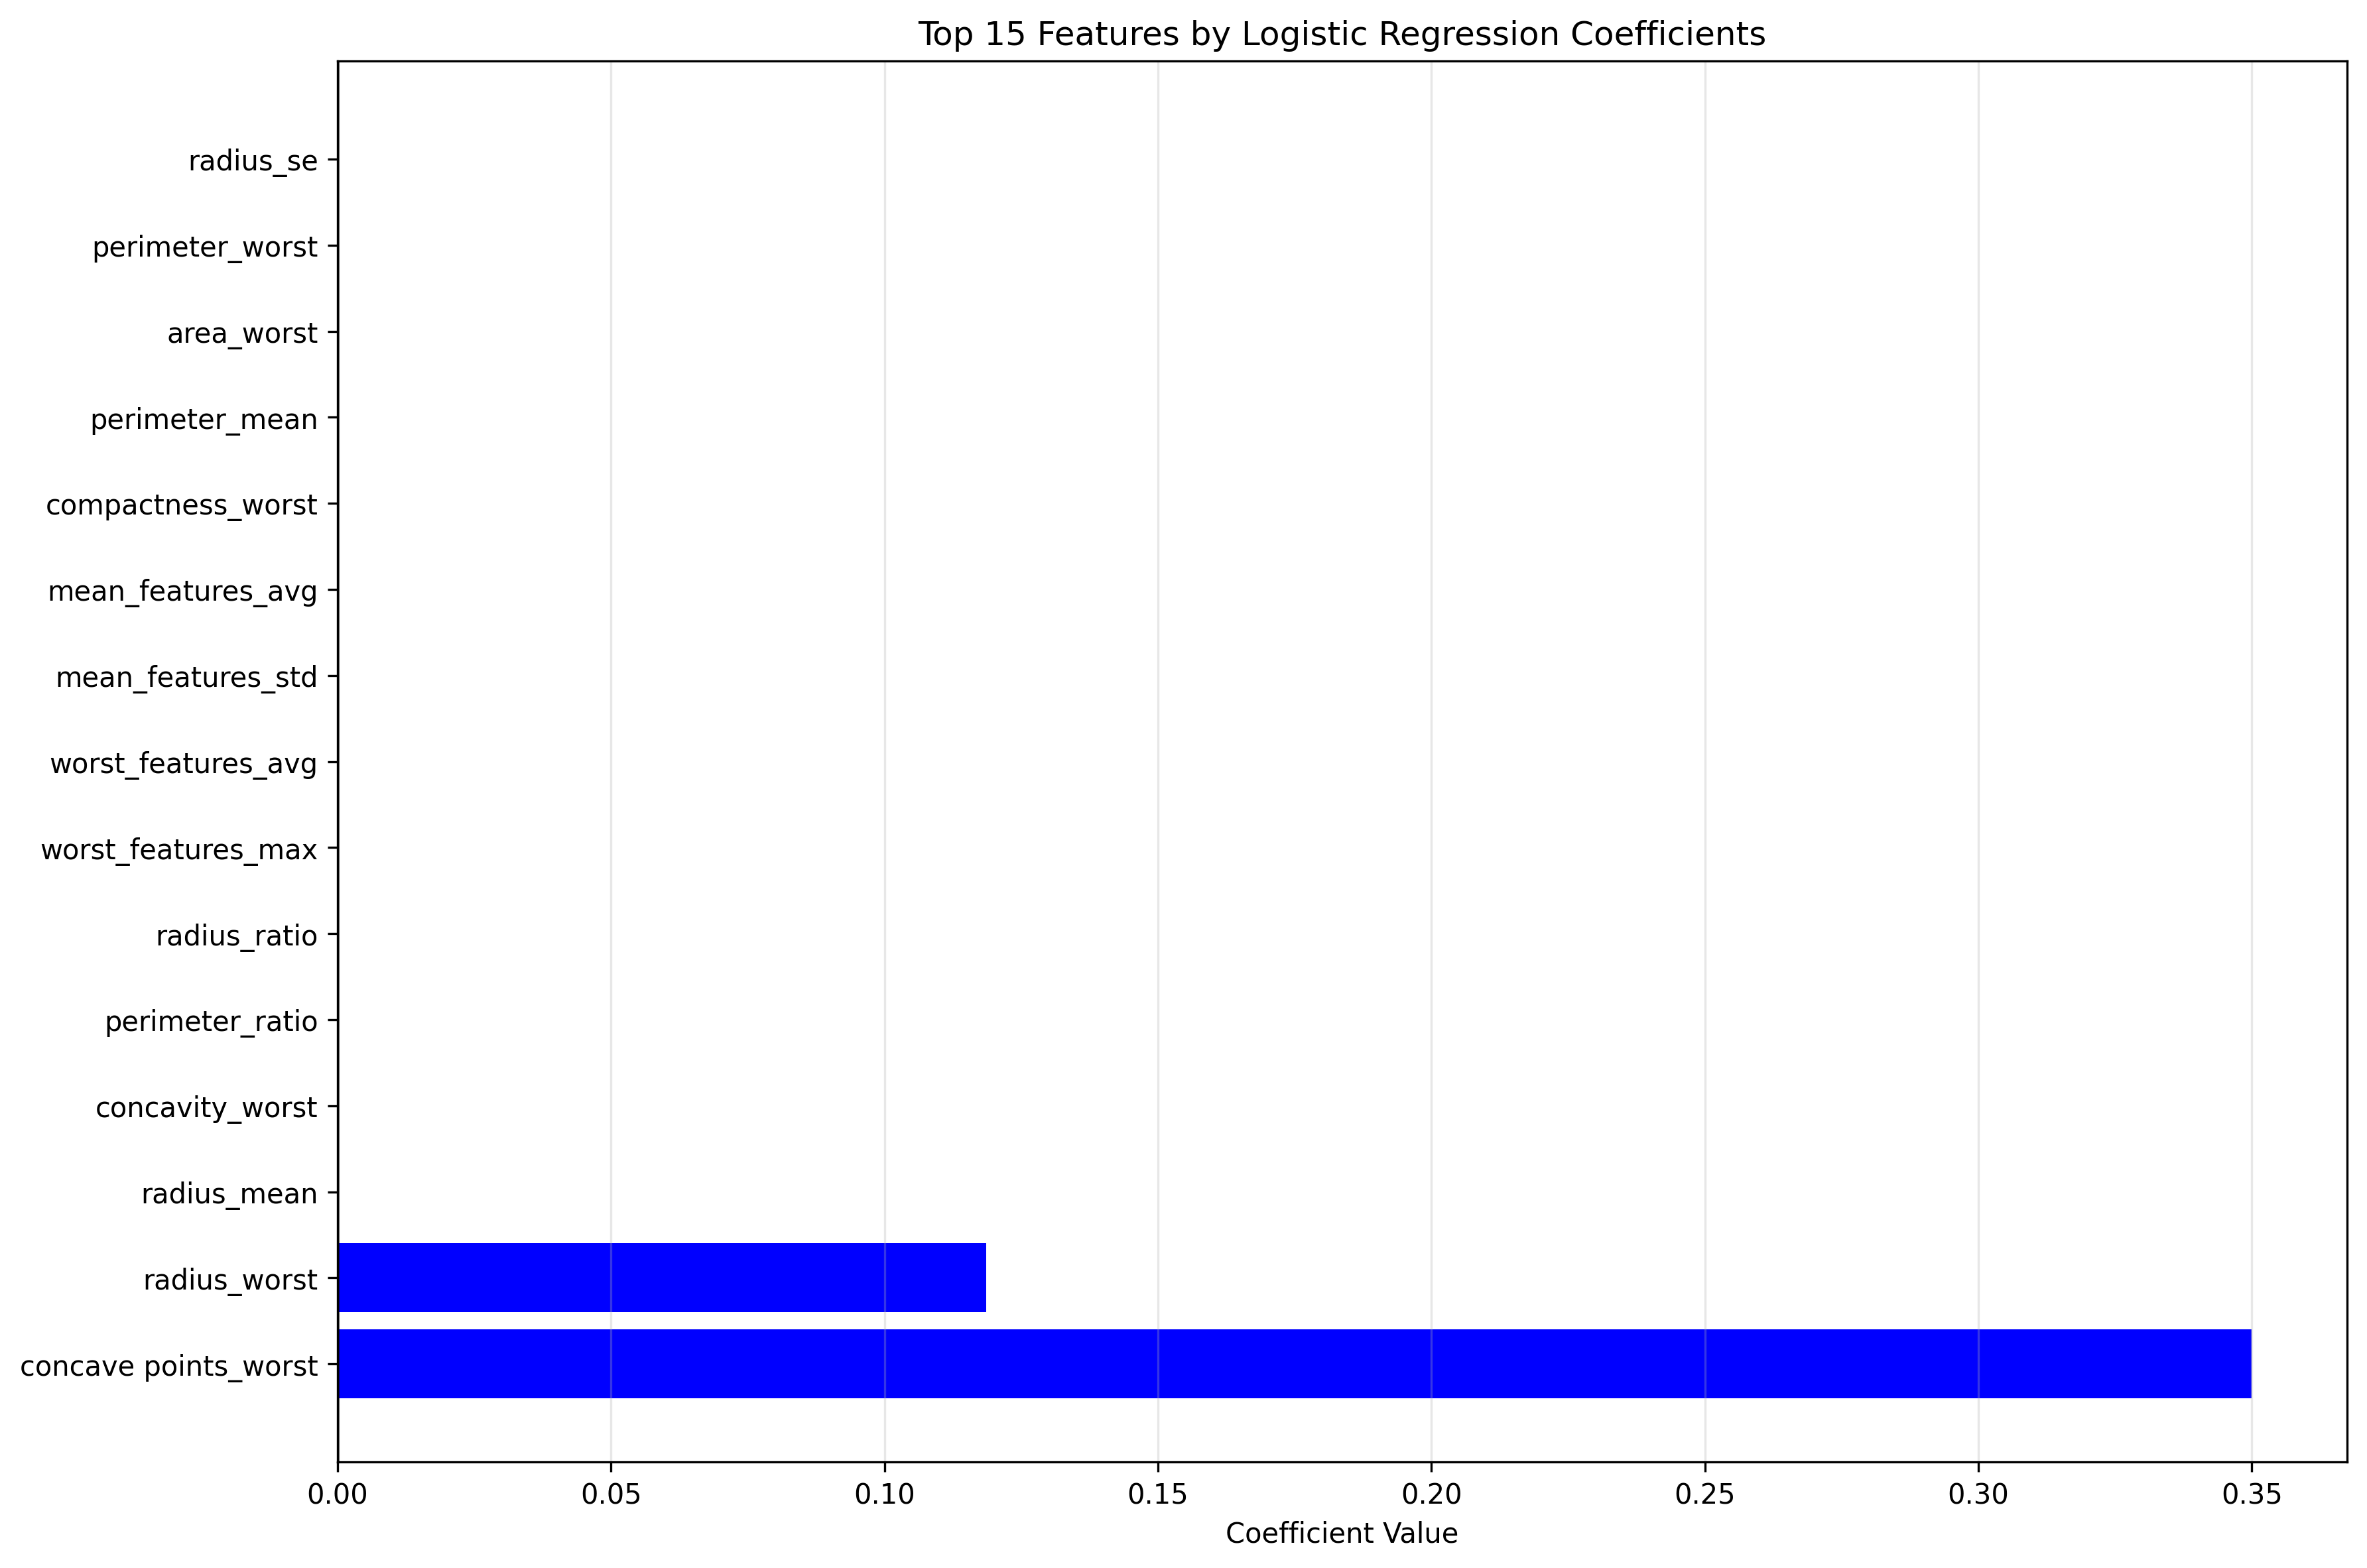 Top 15 Features by Logistic Regression Coefficients
radius_se
perimeter_worst
area_worst
perimeter_mean
compactness_worst
mean_features_avg
mean_features_std
worst_features_avg
worst_features_max
radius_ratio
perimeter_ratio
concavity_worst
radius_mean
radius_worst
concave points_worst
0.00 0.05 0.10 0.15 0.20 0.25 0.30 0.35
Coefficient Value